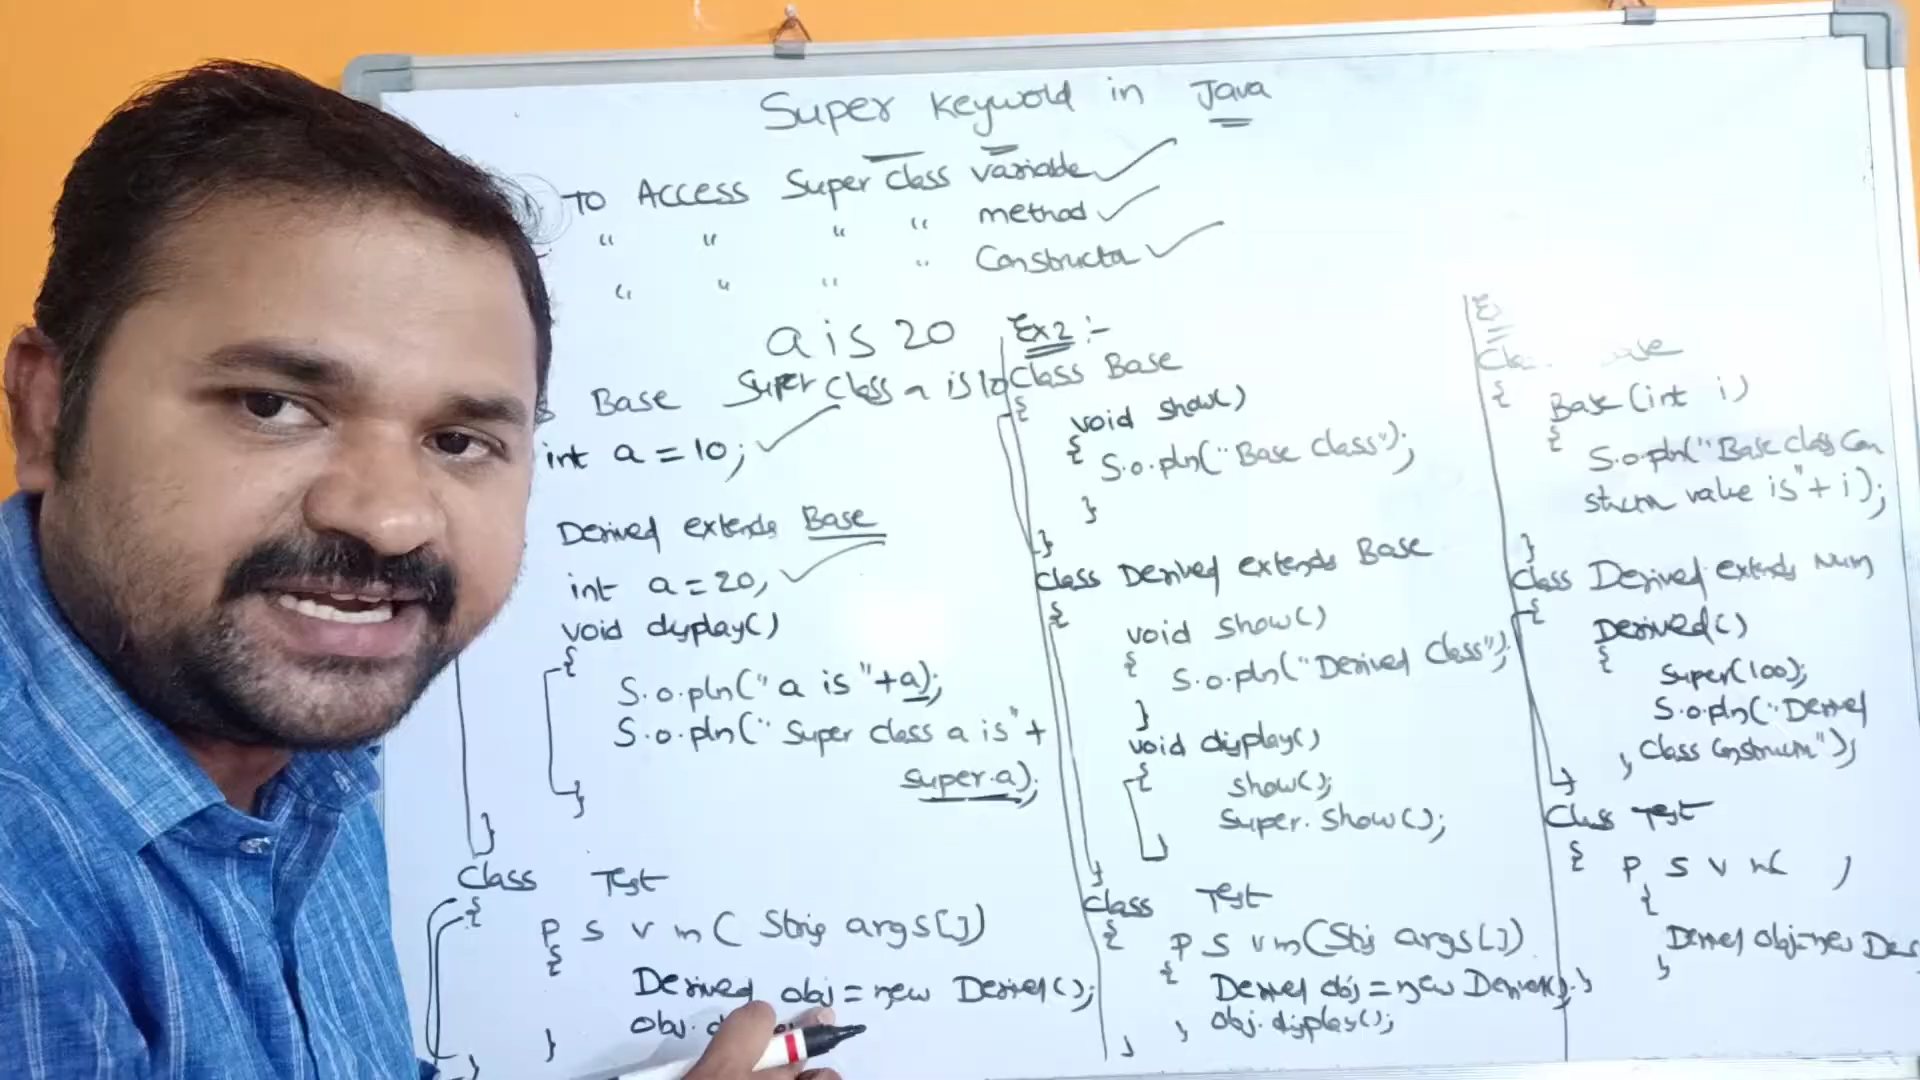 Super Keyword in Java
1. To Access Super class variable
" " " " method
" " " " Constructor
a is 20
Super class a is 10
Base
int a = 10;
Derived extends Base
int a = 20;
void display()
{
S.o.pln("a is "+a);
S.o.pln("Super class a is"+
super.a);
}
}
Class Test
{
P S V m( String args[])
{
Derived obj = new Derived();
obj.
}
}
Ex2 :-
Class Base
{
void show()
{
S.o.pln("Base Class");
}
}
Class Derived extends Base
{
void show()
{
S.o.pln("Derived Class");
}
void display()
{
show();
Super.show();
}
}
Class Test
{
P S V m(String args[])
{
Derived obj = new Derived();
obj.display();
}
}
Ex
{
Base(int i)
{
S.o.pln("Base class Con
value is"+ i);
}
Class Derived extends Num
{
Derived()
{
Super(100);
S.o.pln("Derived
Class Constructor");
}
}
Class Test
{
P S V m( )
{
Derived obj=new Der
}